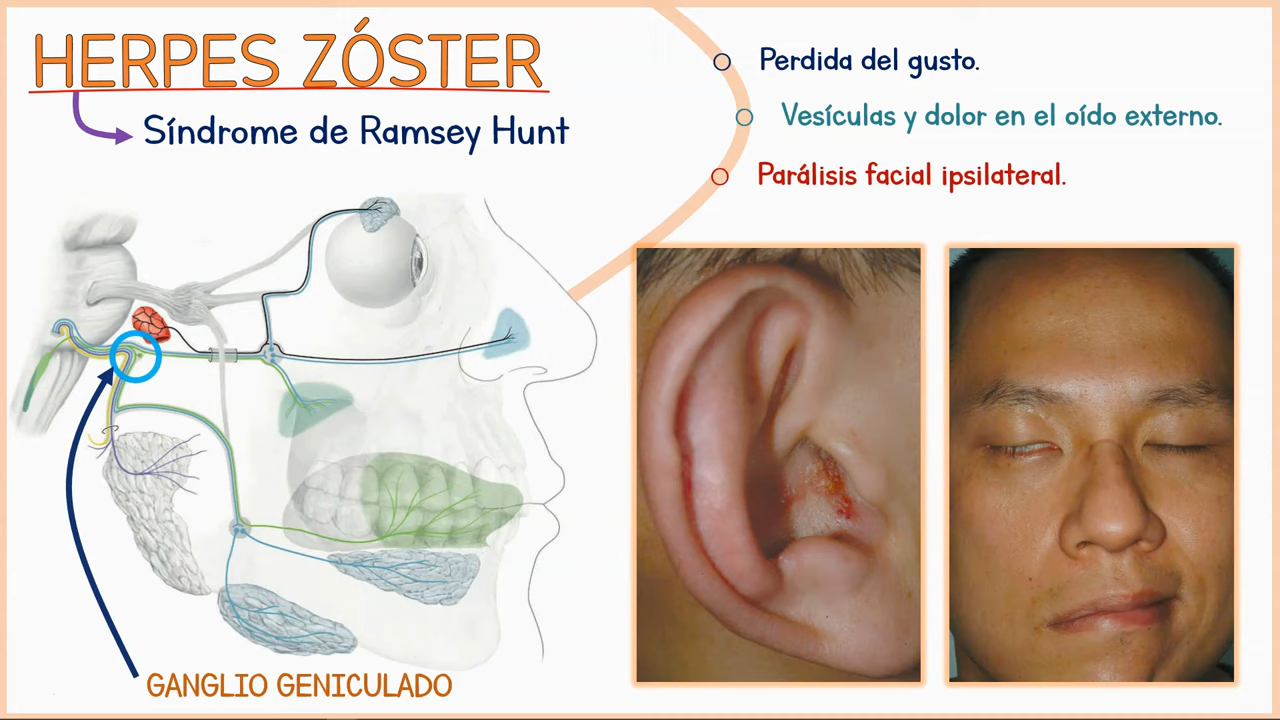 HERPES ZÓSTER
Síndrome de Ramsey Hunt
Perdida del gusto.
Vesículas y dolor en el oído externo.
Parálisis facial ipsilateral.
GANGLIO GENICULADO